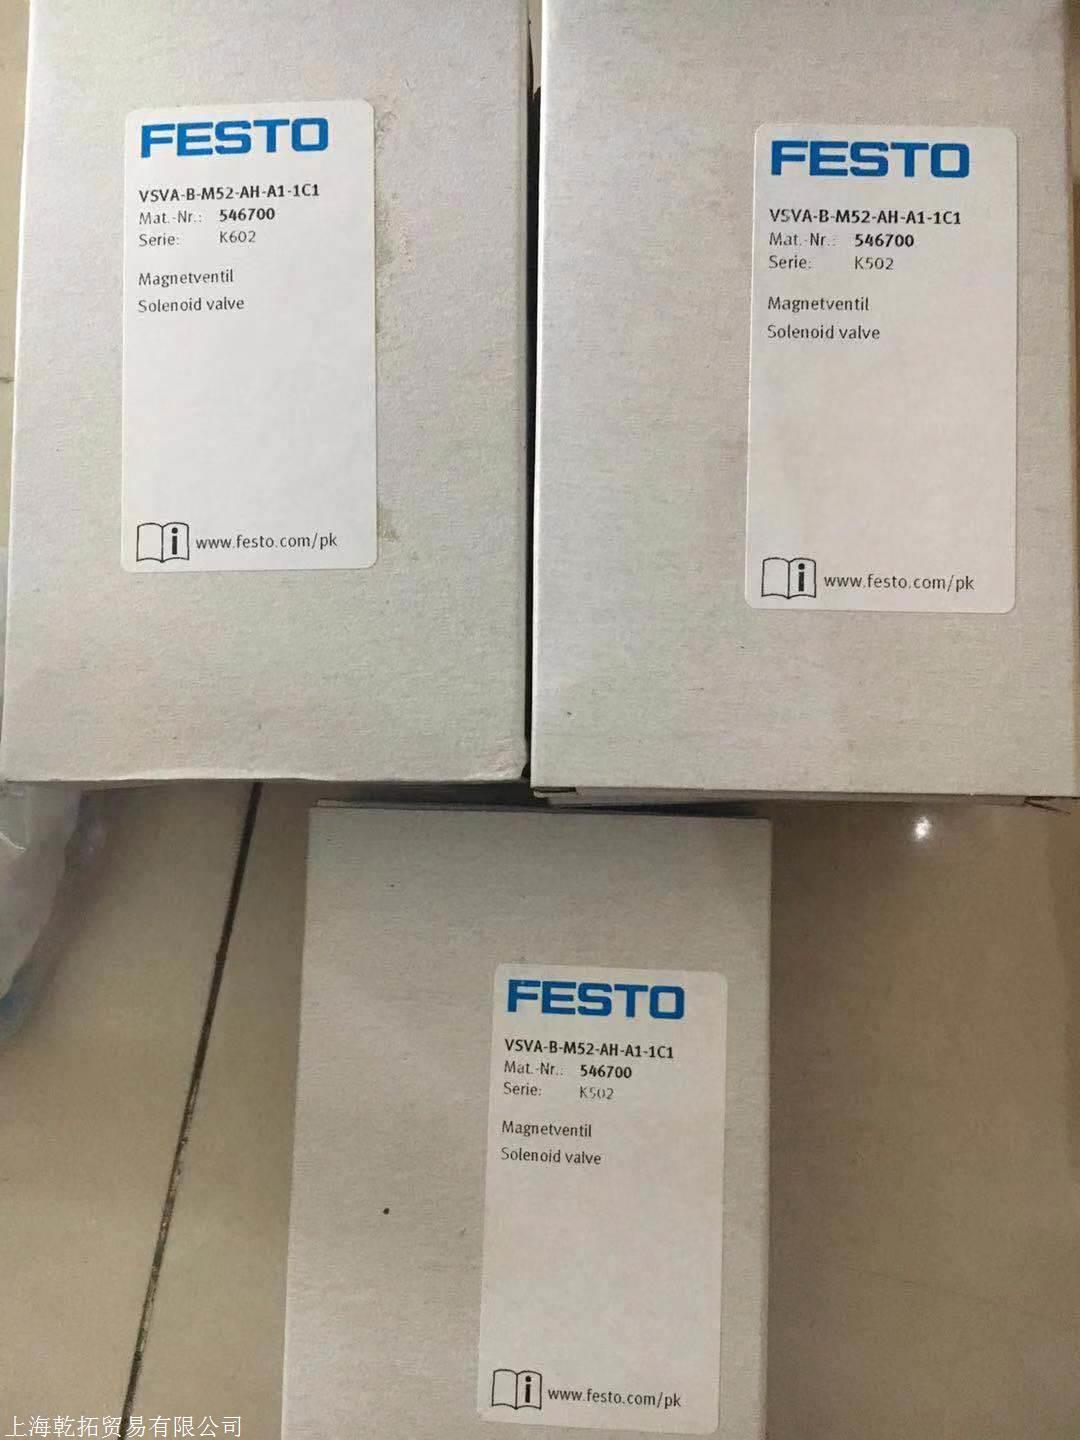 FESTO
VSVA-B-M52-AH-A1-1C1
Mat.-Nr.: 546700
Serie: K602
Magnetventil
Solenoid valve
i www.festo.com/pk
FESTO
VSVA-B-M52-AH-A1-1C1
Mat.-Nr.: 546700
Serie: K502
Magnetventil
Solenoid valve
i www.festo.com/pk
FESTO
VSVA-B-M52-AH-A1-1C1
Mat.-Nr.: 546700
Serie: K502
Magnetventil
Solenoid valve
i www.festo.com/pk
上海乾拓贸易有限公司